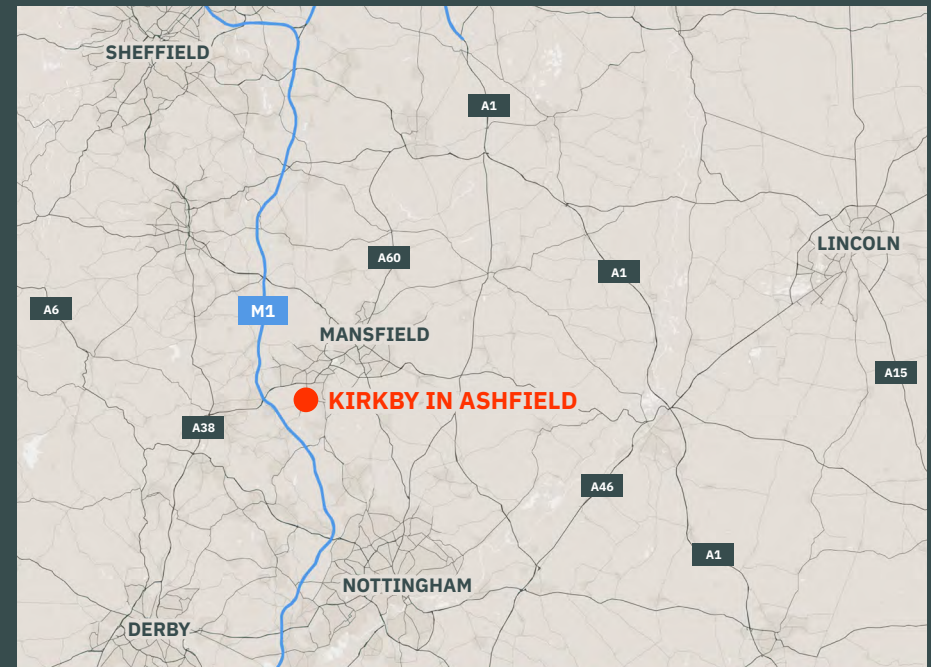 SHEFFIELD
A1
LINCOLN
A60
A1
A6
M1
MANSFIELD
A15
KIRKBY IN ASHFIELD
A38
A46
A1
NOTTINGHAM
DERBY